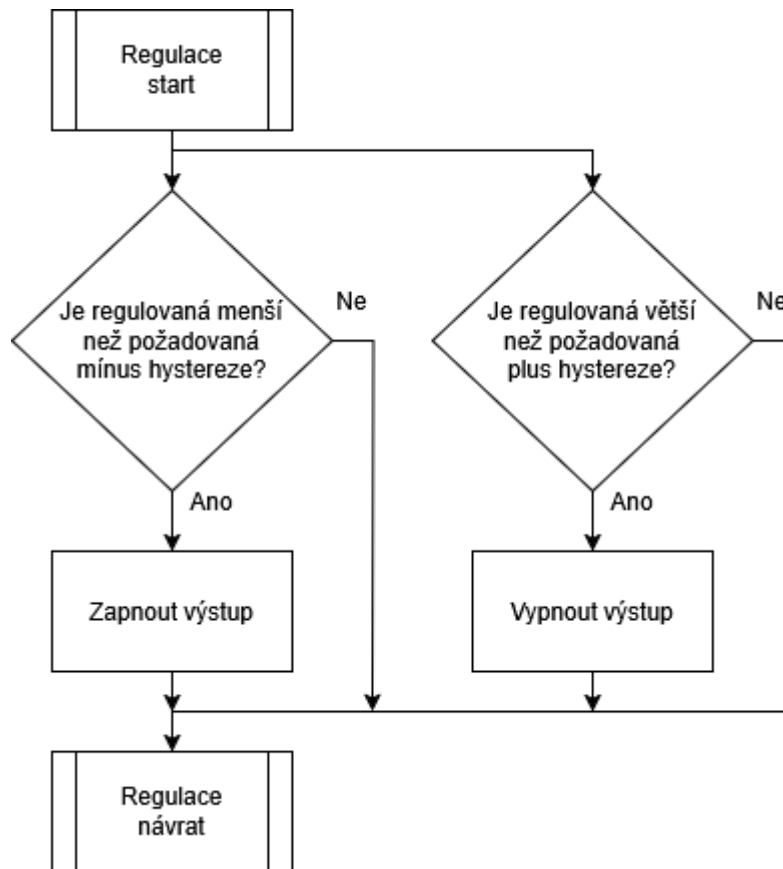 Regulace
start
Je regulovaná menší
než požadovaná
mínus hystereze?
Ne
Je regulovaná větší
než požadovaná
plus hystereze?
Ne
Ano
Ano
Zapnout výstup
Vypnout výstup
Regulace
návrat